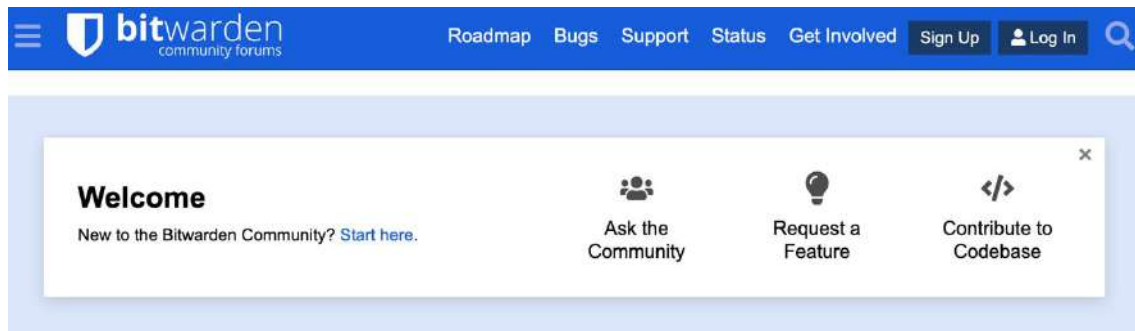 bitwarden
community forums
Roadmap Bugs Support Status Get Involved Sign Up Log In
Welcome
New to the Bitwarden Community? Start here.
Ask the
Community
Request a
Feature
Contribute to
Codebase